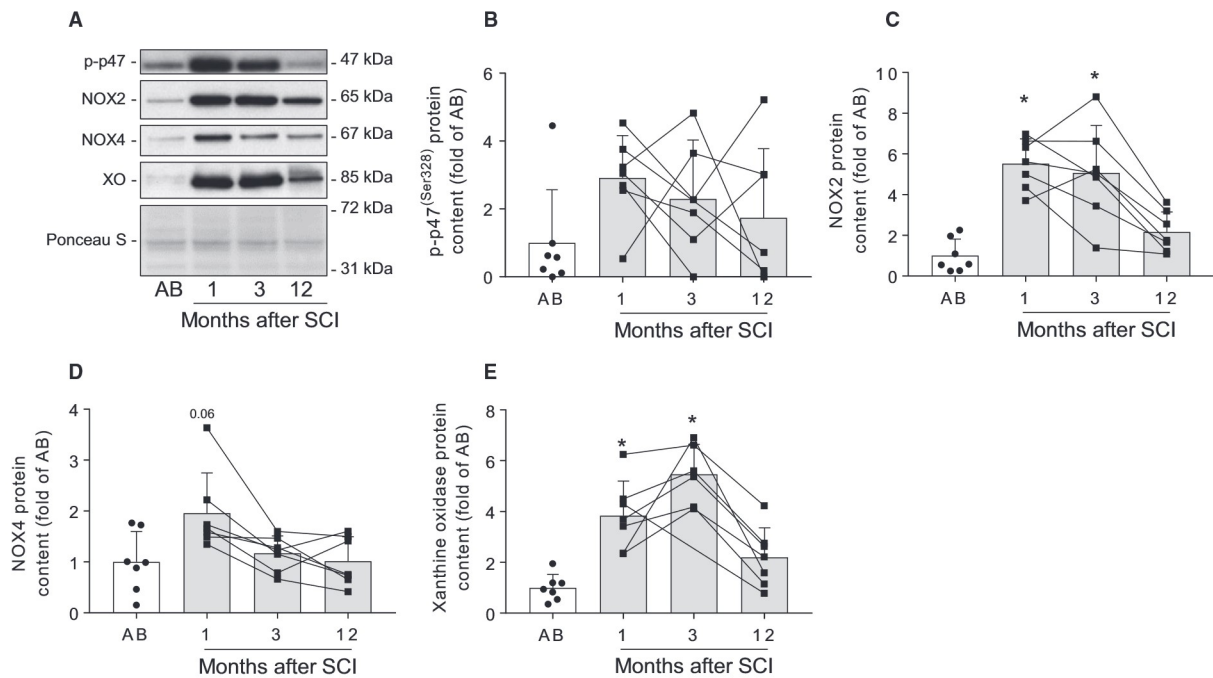 A
p-p47 - - 47 kDa
NOX2 - - 65 kDa
NOX4 - - 67 kDa
XO - - 85 kDa
- 72 kDa
Ponceau S -
- 31 kDa
AB 1 3 12
Months after SCI
B
p-p47(Ser328) protein
content (fold of AB)
6
4
2
0
AB 1 3 12
Months after SCI
C
NOX2 protein
content (fold of AB)
10
8
6
4
2
0
* *
AB 1 3 12
Months after SCI
D
NOX4 protein
content (fold of AB)
4
3
2
1
0
0.06
AB 1 3 12
Months after SCI
E
Xanthine oxidase protein
content (fold of AB)
8
6
4
2
0
* *
AB 1 3 12
Months after SCI